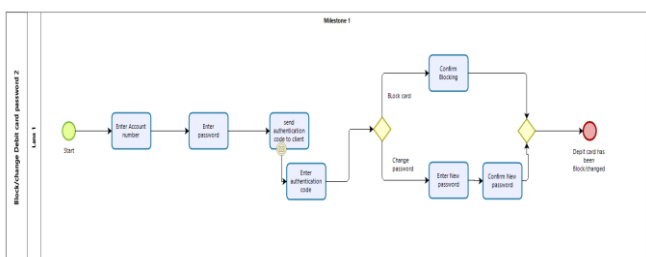 Milestone 1
Block/change Debit card password 2
Lane 1
Start
Enter Account
number
Enter
password
send
authentication
code to client
Enter
authentication
code
Block card
Change
password
Confirm
Blocking
Enter New
password
Confirm New
password
Depit card has
been
Block/changed